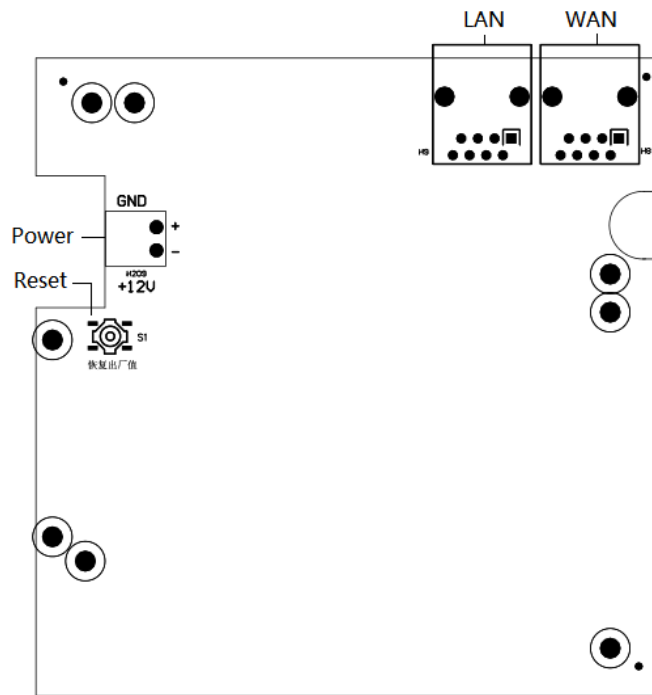 LAN
WAN
H9
H8
GND
Power
+
-
H209
+12V
Reset
S1
恢复出厂值